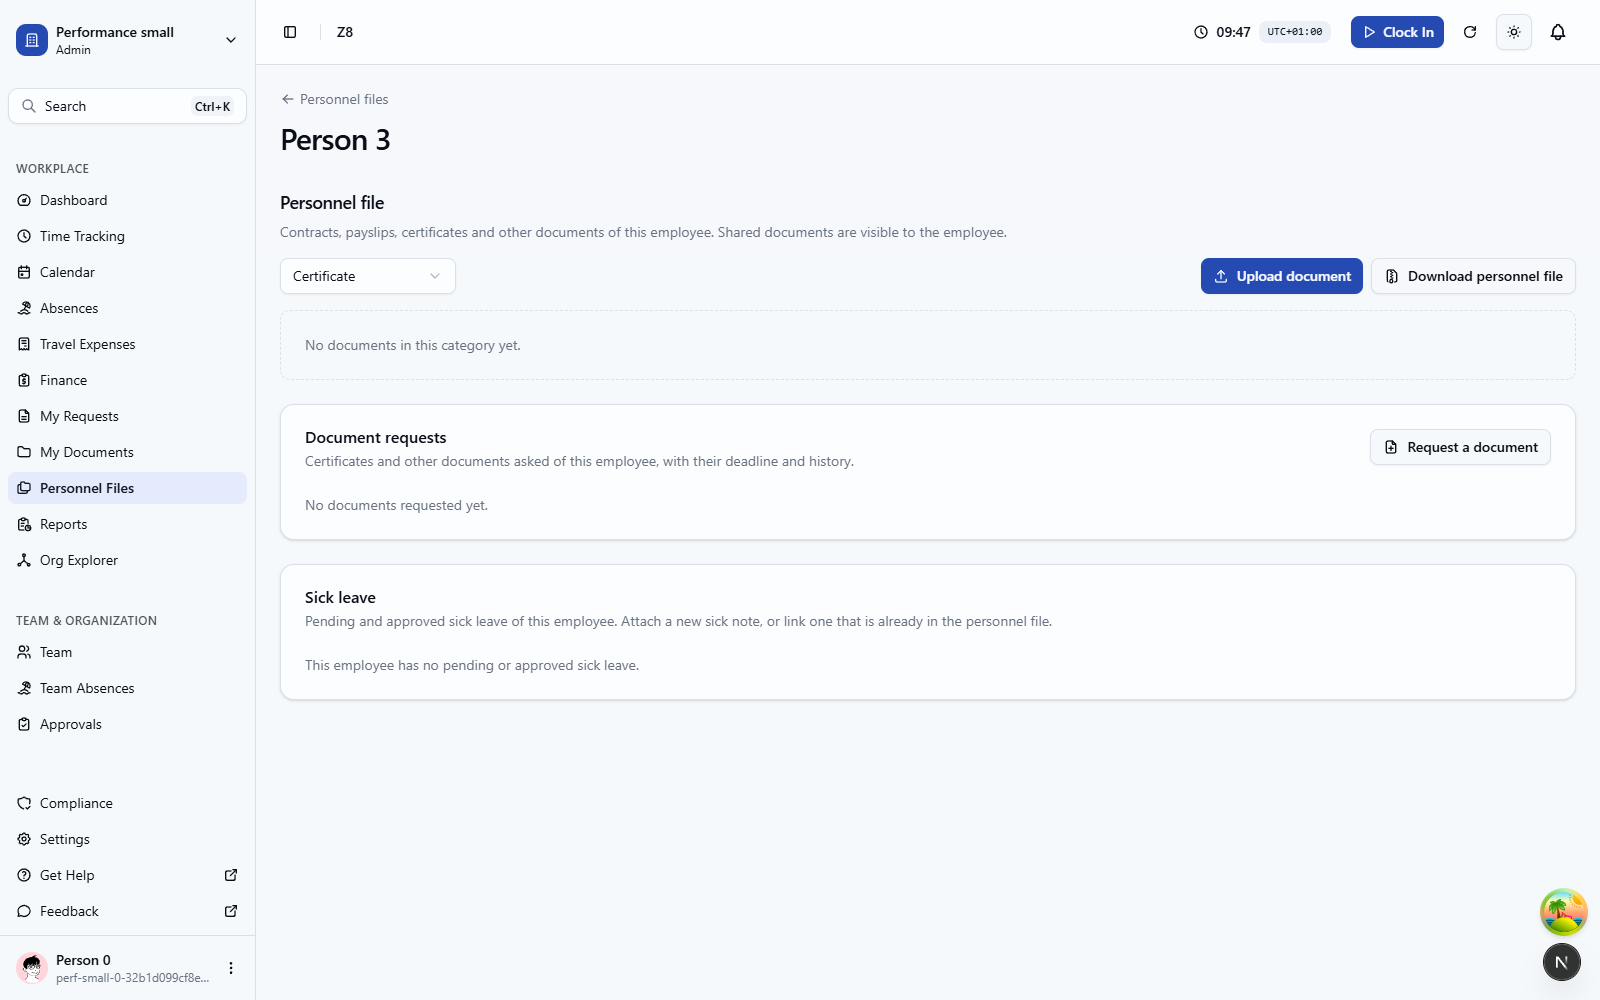 Performance small
Admin
Search
Ctrl+K
WORKPLACE
Dashboard
Time Tracking
Calendar
Absences
Travel Expenses
Finance
My Requests
My Documents
Personnel Files
Reports
Org Explorer
TEAM & ORGANIZATION
Team
Team Absences
Approvals
Compliance
Settings
Get Help
Feedback
Person 0
perf-small-0-32b1d099cf8e...
Z8
09:47
UTC+01:00
Clock In
Personnel files
Person 3
Personnel file
Contracts, payslips, certificates and other documents of this employee. Shared documents are visible to the employee.
Certificate
Upload document
Download personnel file
No documents in this category yet.
Document requests
Certificates and other documents asked of this employee, with their deadline and history.
Request a document
No documents requested yet.
Sick leave
Pending and approved sick leave of this employee. Attach a new sick note, or link one that is already in the personnel file.
This employee has no pending or approved sick leave.
N